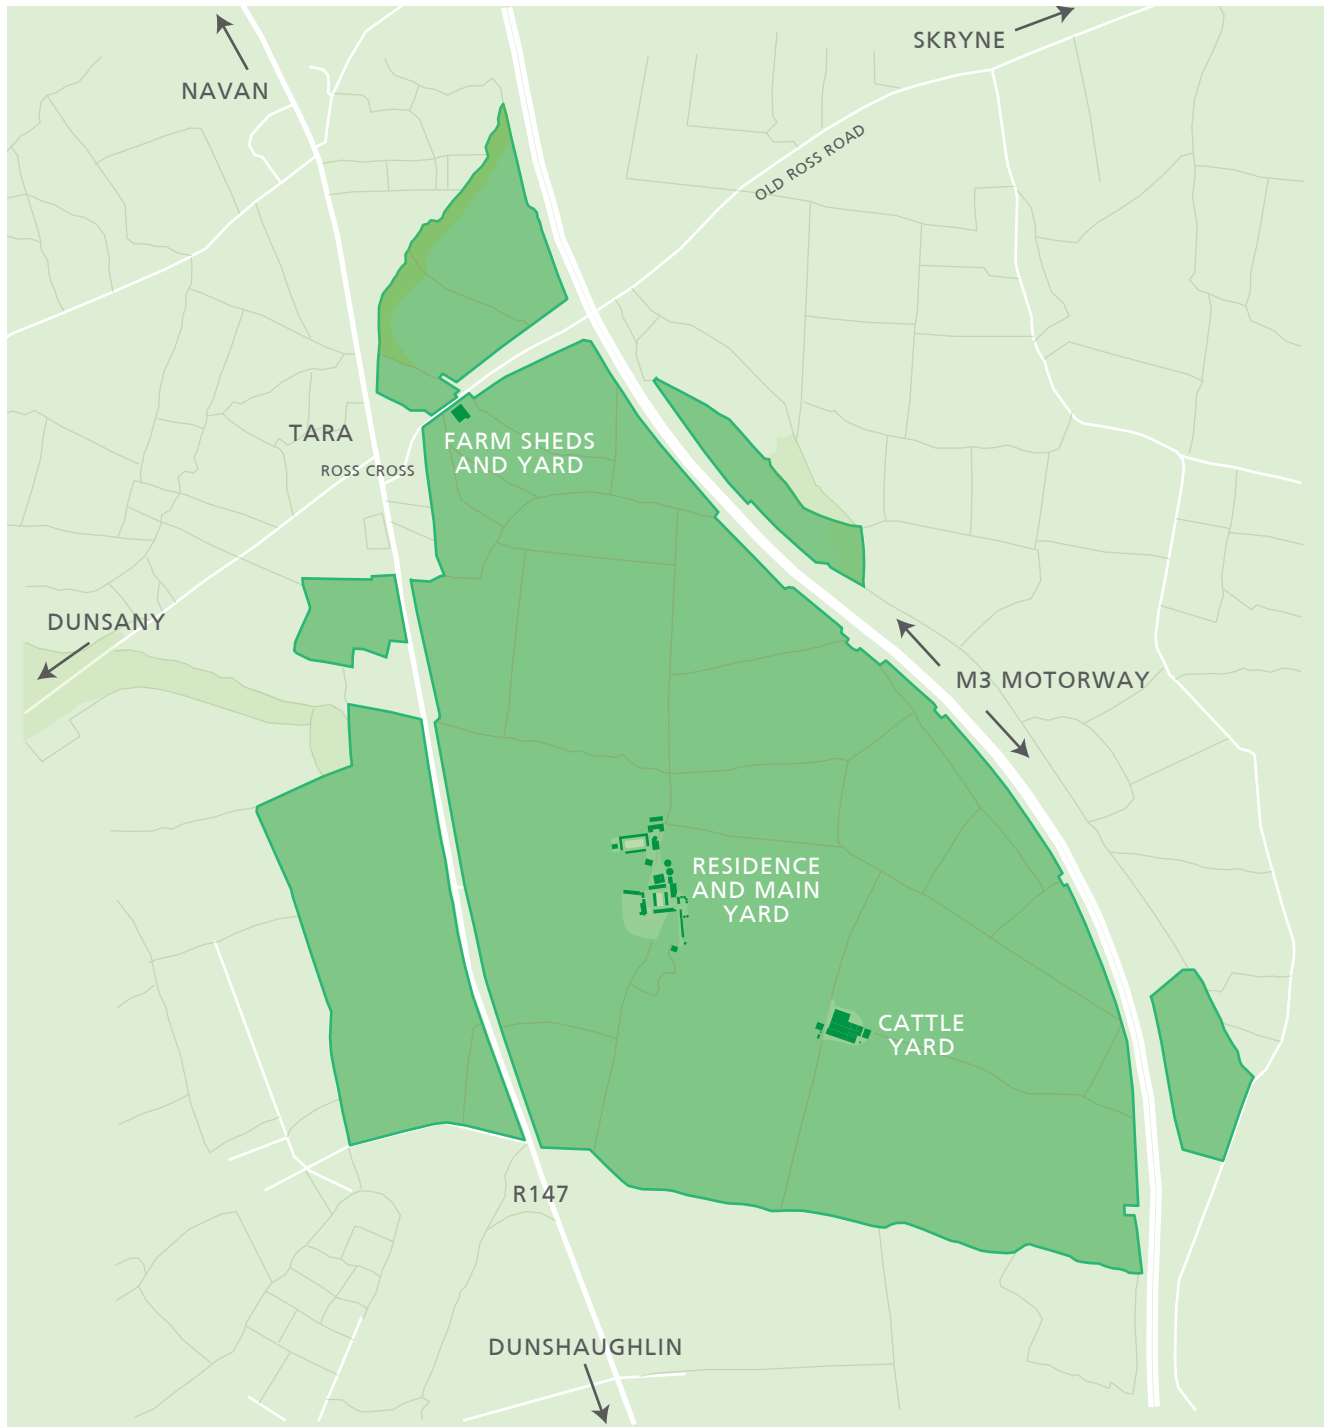 SKRYNE
NAVAN
OLD ROSS ROAD
TARA
FARM SHEDS
AND YARD
ROSS CROSS
DUNSANY
M3 MOTORWAY
RESIDENCE
AND MAIN
YARD
CATTLE
YARD
R147
DUNSHAUGHLIN